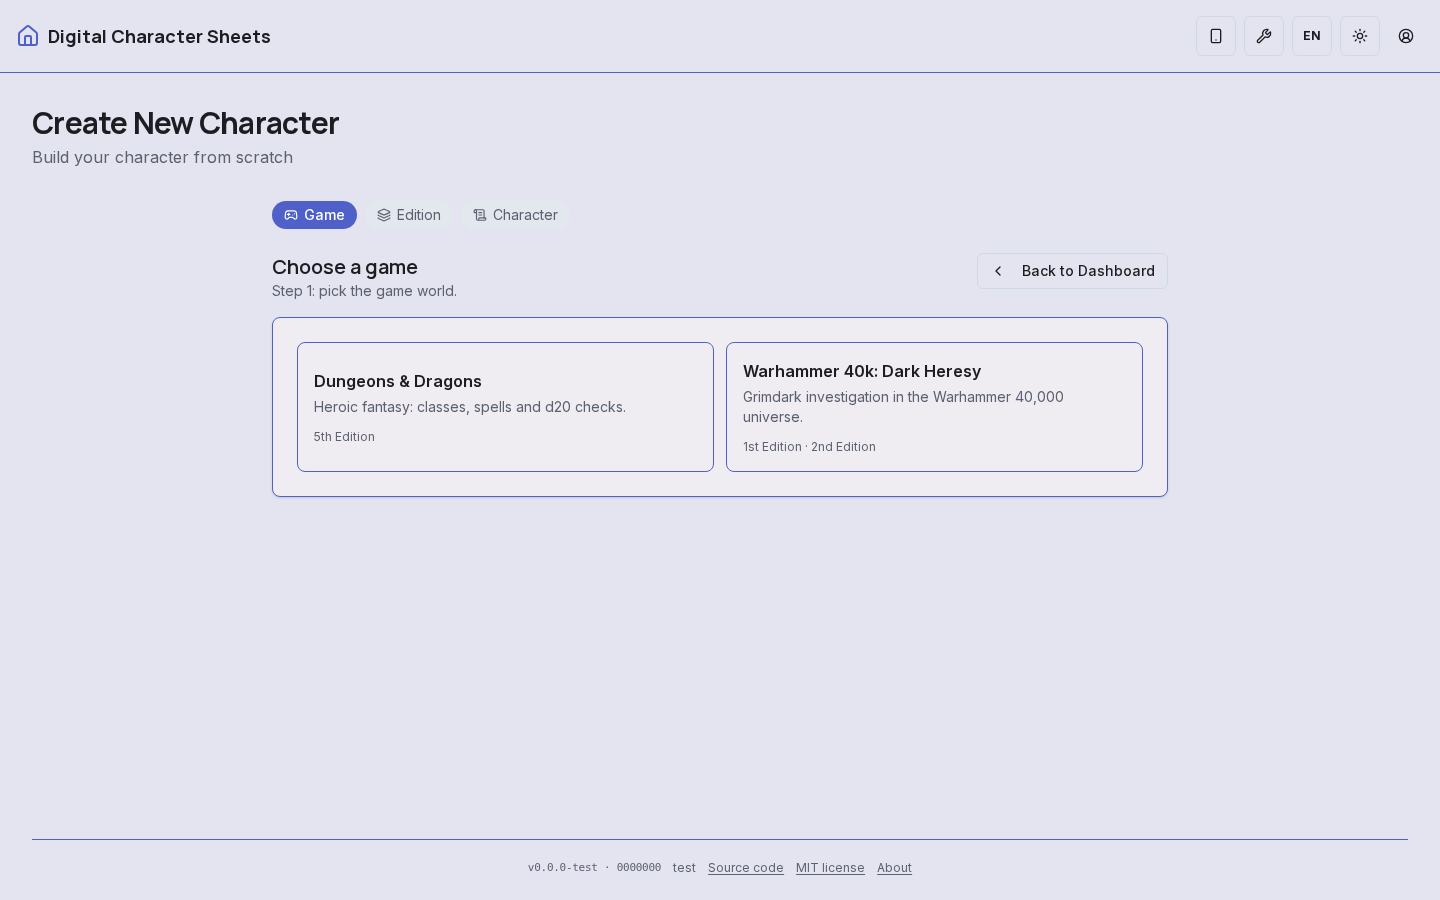 Digital Character Sheets
EN
Create New Character
Build your character from scratch
Game
Edition
Character
Choose a game
Step 1: pick the game world.
Back to Dashboard
Dungeons & Dragons
Heroic fantasy: classes, spells and d20 checks.
5th Edition
Warhammer 40k: Dark Heresy
Grimdark investigation in the Warhammer 40,000
universe.
1st Edition · 2nd Edition
v0.0.0-test · 0000000 test Source code MIT license About